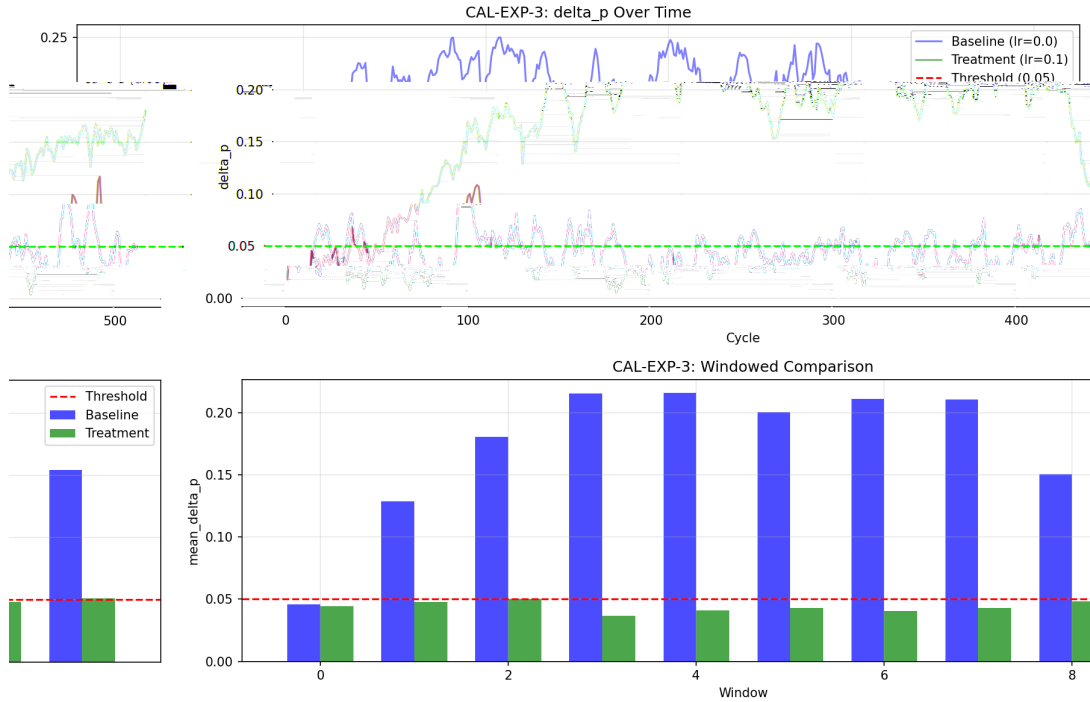 CAL-EXP-3: delta_p Over Time
0.25
0.20
0.15
0.10
0.05
0.00
delta_p
Baseline (lr=0.0)
Treatment (lr=0.1)
Threshold (0.05)
500
0
100
200
300
400
Cycle
CAL-EXP-3: Windowed Comparison
Threshold
Baseline
Treatment
0.20
0.15
0.10
0.05
0.00
mean_delta_p
0
2
4
6
8
Window